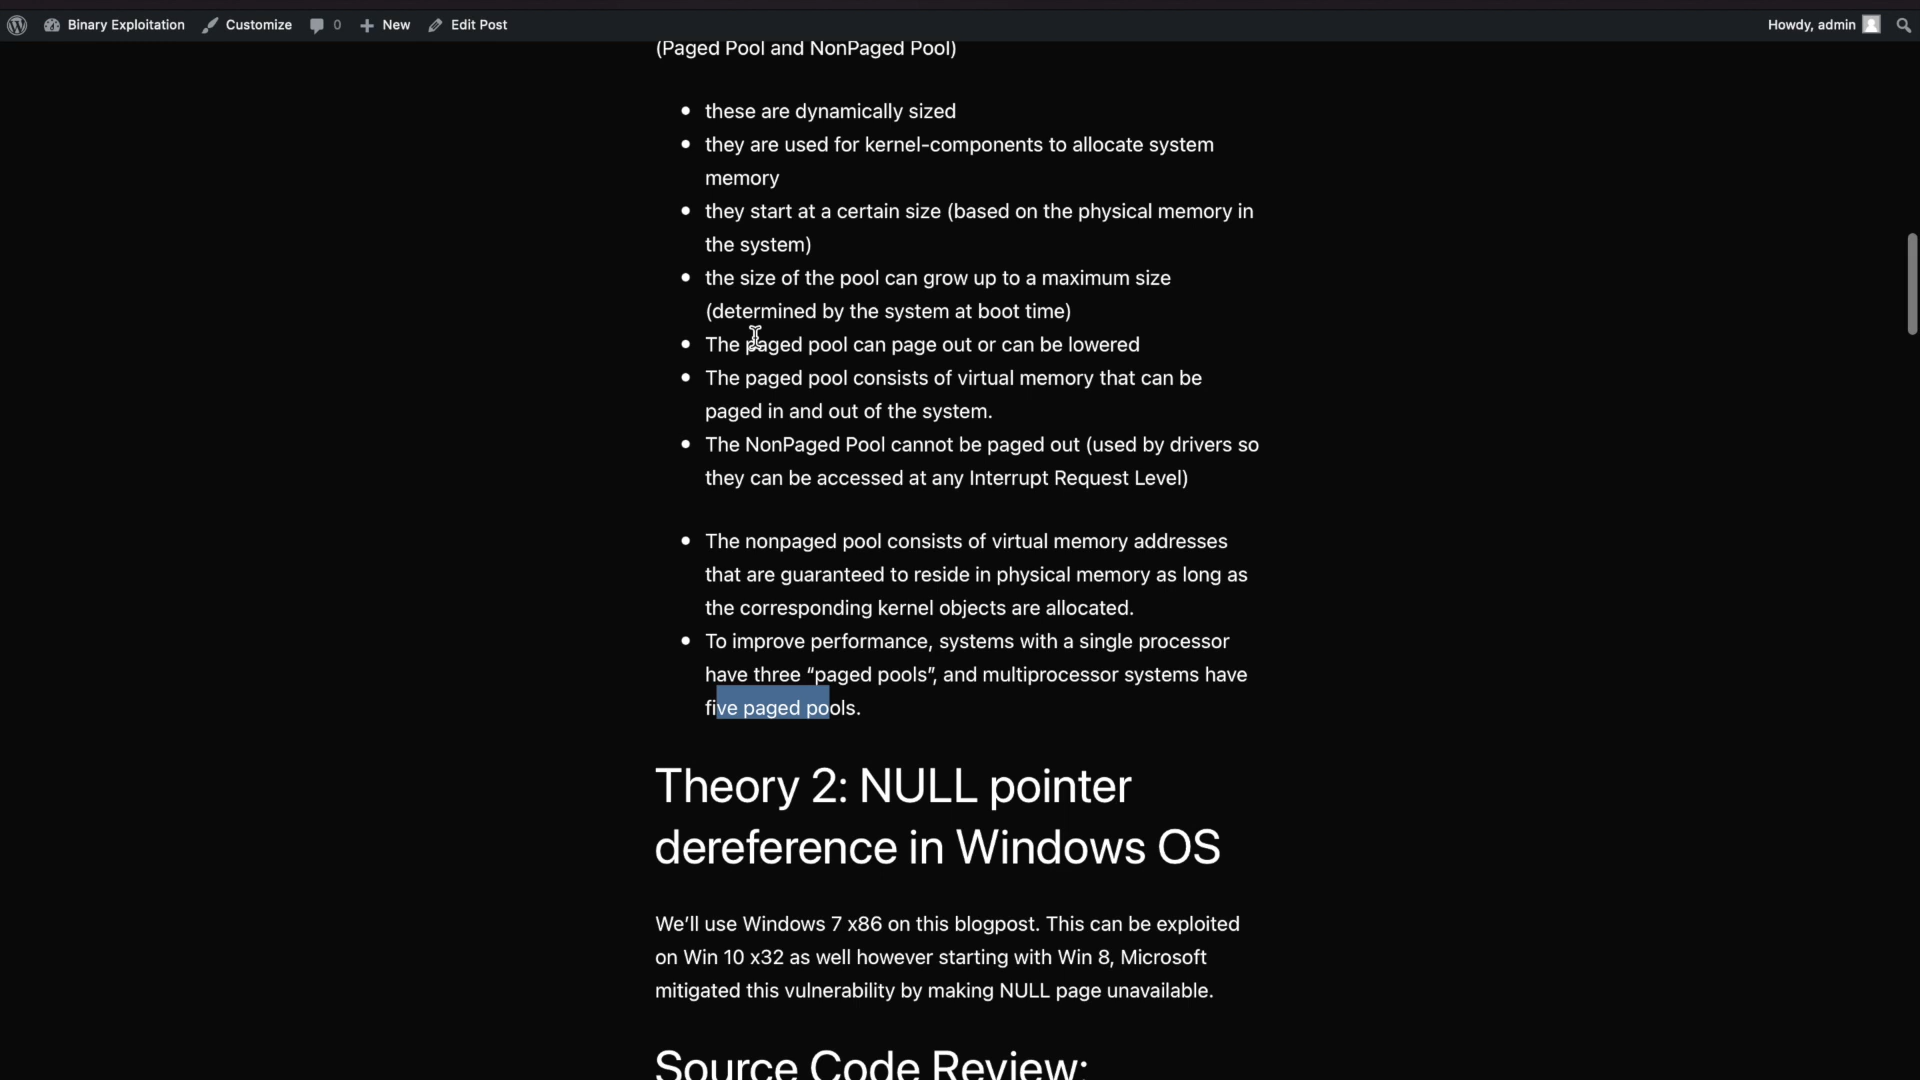 Binary Exploitation Customize 0 New Edit Post Howdy, admin
(Paged Pool and NonPaged Pool)
• these are dynamically sized
• they are used for kernel-components to allocate system
memory
• they start at a certain size (based on the physical memory in
the system)
• the size of the pool can grow up to a maximum size
(determined by the system at boot time)
• The paged pool can page out or can be lowered
• The paged pool consists of virtual memory that can be
paged in and out of the system.
• The NonPaged Pool cannot be paged out (used by drivers so
they can be accessed at any Interrupt Request Level)
• The nonpaged pool consists of virtual memory addresses
that are guaranteed to reside in physical memory as long as
the corresponding kernel objects are allocated.
• To improve performance, systems with a single processor
have three “paged pools”, and multiprocessor systems have
five paged pools.
Theory 2: NULL pointer
dereference in Windows OS
We’ll use Windows 7 x86 on this blogpost. This can be exploited
on Win 10 x32 as well however starting with Win 8, Microsoft
mitigated this vulnerability by making NULL page unavailable.
Source Code Review: